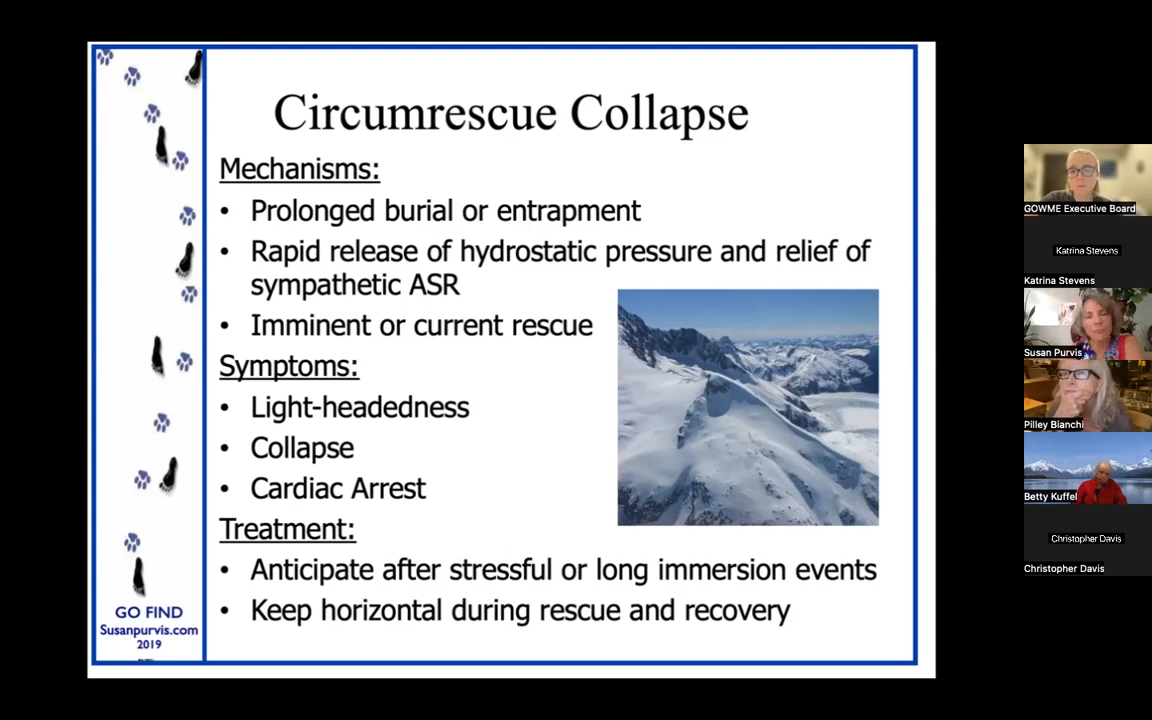 Circumrescue Collapse
Mechanisms:
• Prolonged burial or entrapment
• Rapid release of hydrostatic pressure and relief of
sympathetic ASR
• Imminent or current rescue
Symptoms:
• Light-headedness
• Collapse
• Cardiac Arrest
Treatment:
• Anticipate after stressful or long immersion events
• Keep horizontal during rescue and recovery
GO FIND
Susanpurvis.com
2019
GOWME Executive Board
Katrina Stevens
Katrina Stevens
Susan Purvis
Pilley Bianchi
Betty Kuffel
Christopher Davis
Christopher Davis